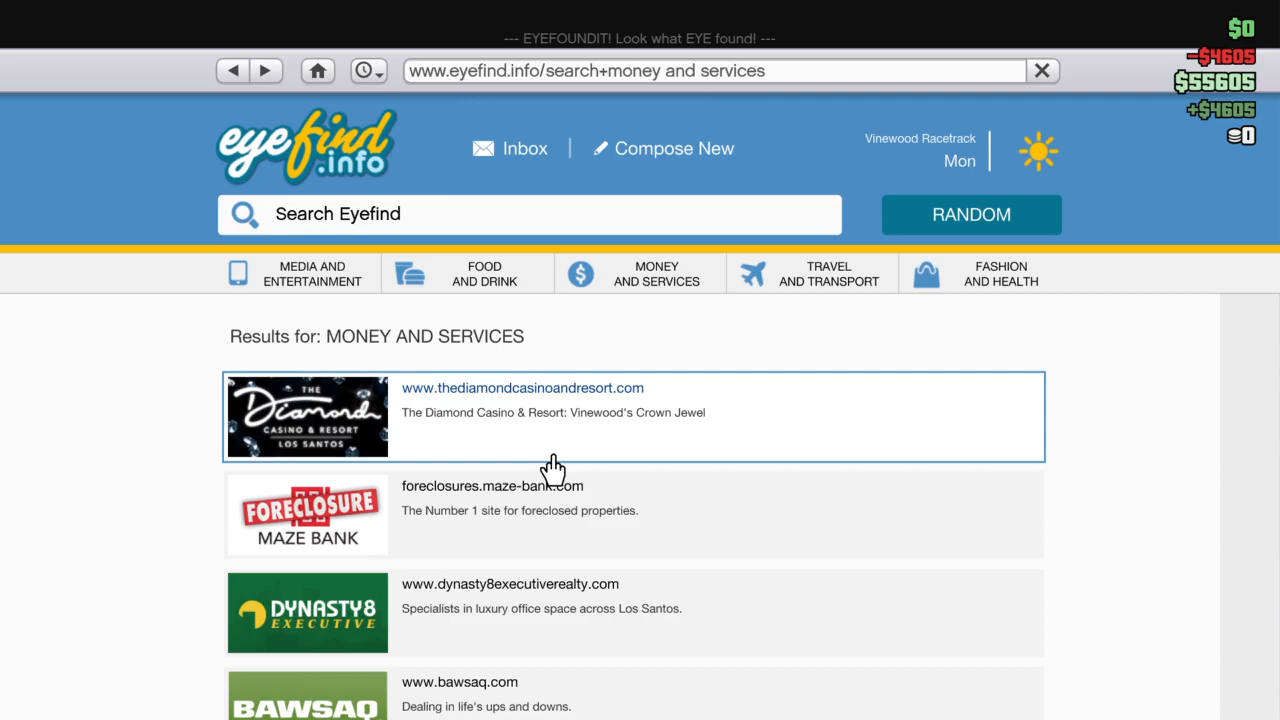 --- EYEFOUNDIT! Look what EYE found! ---
$0
-$4605
$55605
+$4605
1
www.eyefind.info/search+money and services
eyefind
.info
Inbox
Compose New
Vinewood Racetrack
Mon
Search Eyefind
RANDOM
MEDIA AND
ENTERTAINMENT
FOOD
AND DRINK
MONEY
AND SERVICES
TRAVEL
AND TRANSPORT
FASHION
AND HEALTH
Results for: MONEY AND SERVICES
THE
Diamond
CASINO & RESORT
LOS SANTOS
www.thediamondcasinoandresort.com
The Diamond Casino & Resort: Vinewood's Crown Jewel
FORECLOSURE
MAZE BANK
foreclosures.maze-bank.com
The Number 1 site for foreclosed properties.
DYNASTY8
EXECUTIVE
www.dynasty8executiverealty.com
Specialists in luxury office space across Los Santos.
BAWSAQ
www.bawsaq.com
Dealing in life's ups and downs.